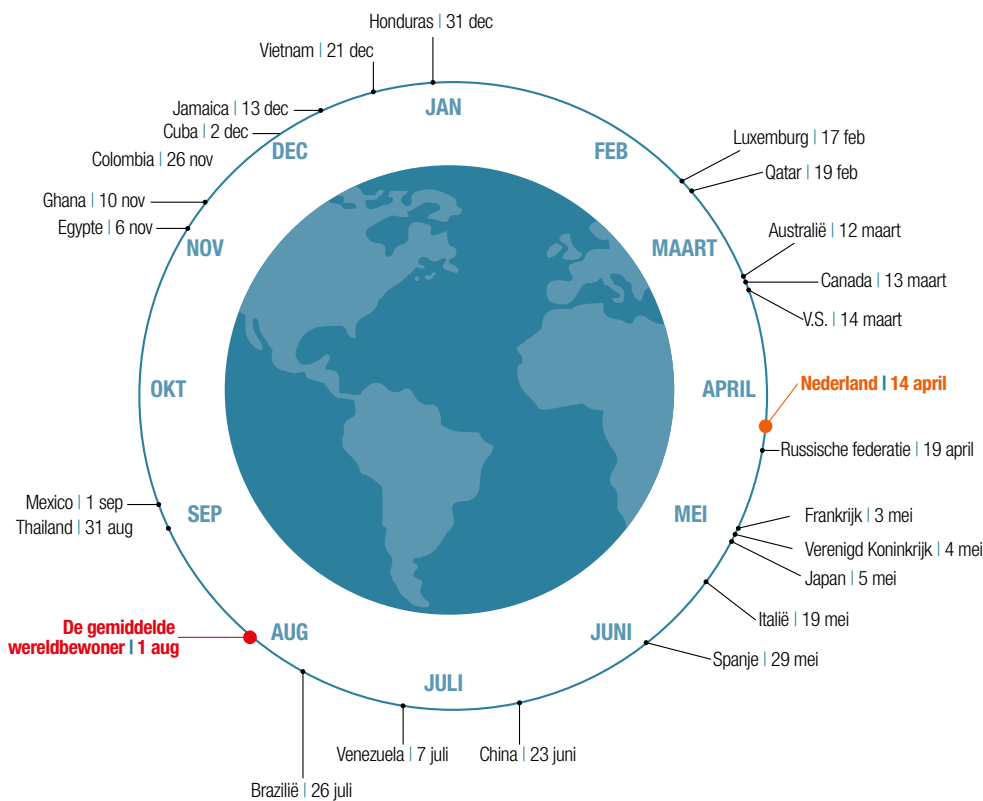 Honduras | 31 dec
Vietnam | 21 dec
Jamaica | 13 dec
Cuba | 2 dec
Colombia | 26 nov
Ghana | 10 nov
Egypte | 6 nov
JAN
FEB
MAART
APRIL
MEI
JUNI
JULI
AUG
SEP
OKT
NOV
DEC
Luxemburg | 17 feb
Qatar | 19 feb
Australië | 12 maart
Canada | 13 maart
V.S. | 14 maart
Nederland | 14 april
Russische federatie | 19 april
Frankrijk | 3 mei
Verenigd Koninkrijk | 4 mei
Japan | 5 mei
Italië | 19 mei
Spanje | 29 mei
China | 23 juni
Venezuela | 7 juli
Brazilië | 26 juli
De gemiddelde
wereldbewoner | 1 aug
Thailand | 31 aug
Mexico | 1 sep